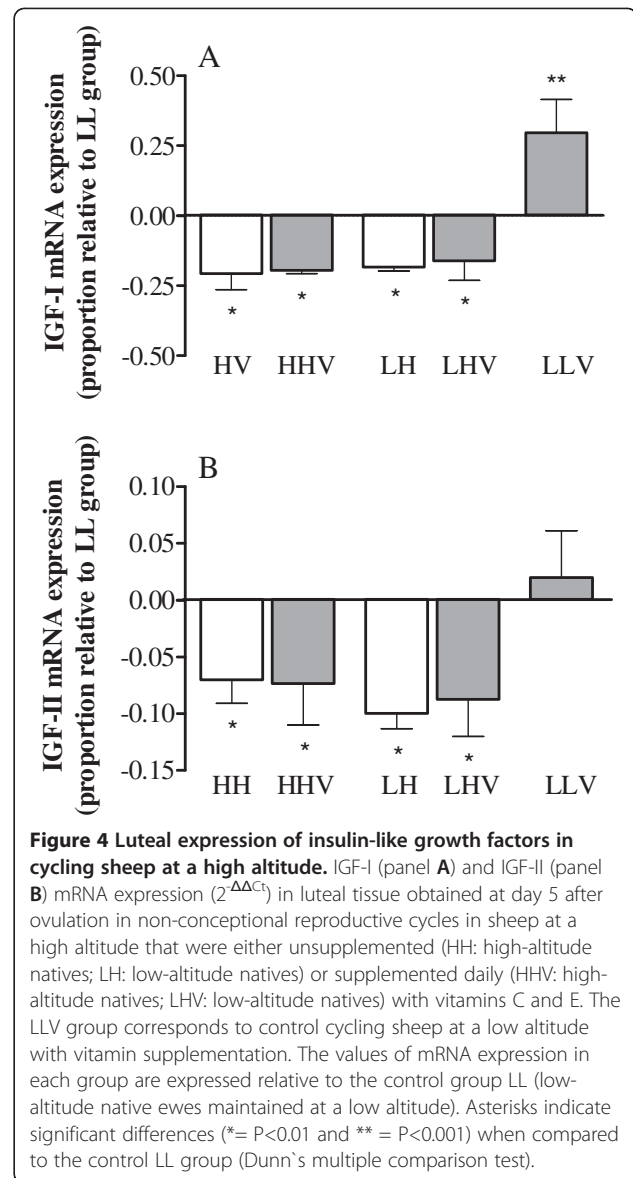 A
IGF-I mRNA expression
(proportion relative to LL group)
0.50
0.25
0.00
-0.25
-0.50
**
* * * *
HV HHV LH LHV LLV
B
IGF-II mRNA expression
(proportion relative to LL group)
0.10
0.05
0.00
-0.05
-0.10
-0.15
* * * *
HH HHV LH LHV LLV
Figure 4 Luteal expression of insulin-like growth factors in
cycling sheep at a high altitude. IGF-I (panel A) and IGF-II (panel
B) mRNA expression (2-ΔΔCt) in luteal tissue obtained at day 5 after
ovulation in non-conceptional reproductive cycles in sheep at a
high altitude that were either unsupplemented (HH: high-altitude
natives; LH: low-altitude natives) or supplemented daily (HHV: high-
altitude natives; LHV: low-altitude natives) with vitamins C and E. The
LLV group corresponds to control cycling sheep at a low altitude
with vitamin supplementation. The values of mRNA expression in
each group are expressed relative to the control group LL (low-
altitude native ewes maintained at a low altitude). Asterisks indicate
significant differences (*= P<0.01 and ** = P<0.001) when compared
to the control LL group (Dunn`s multiple comparison test).